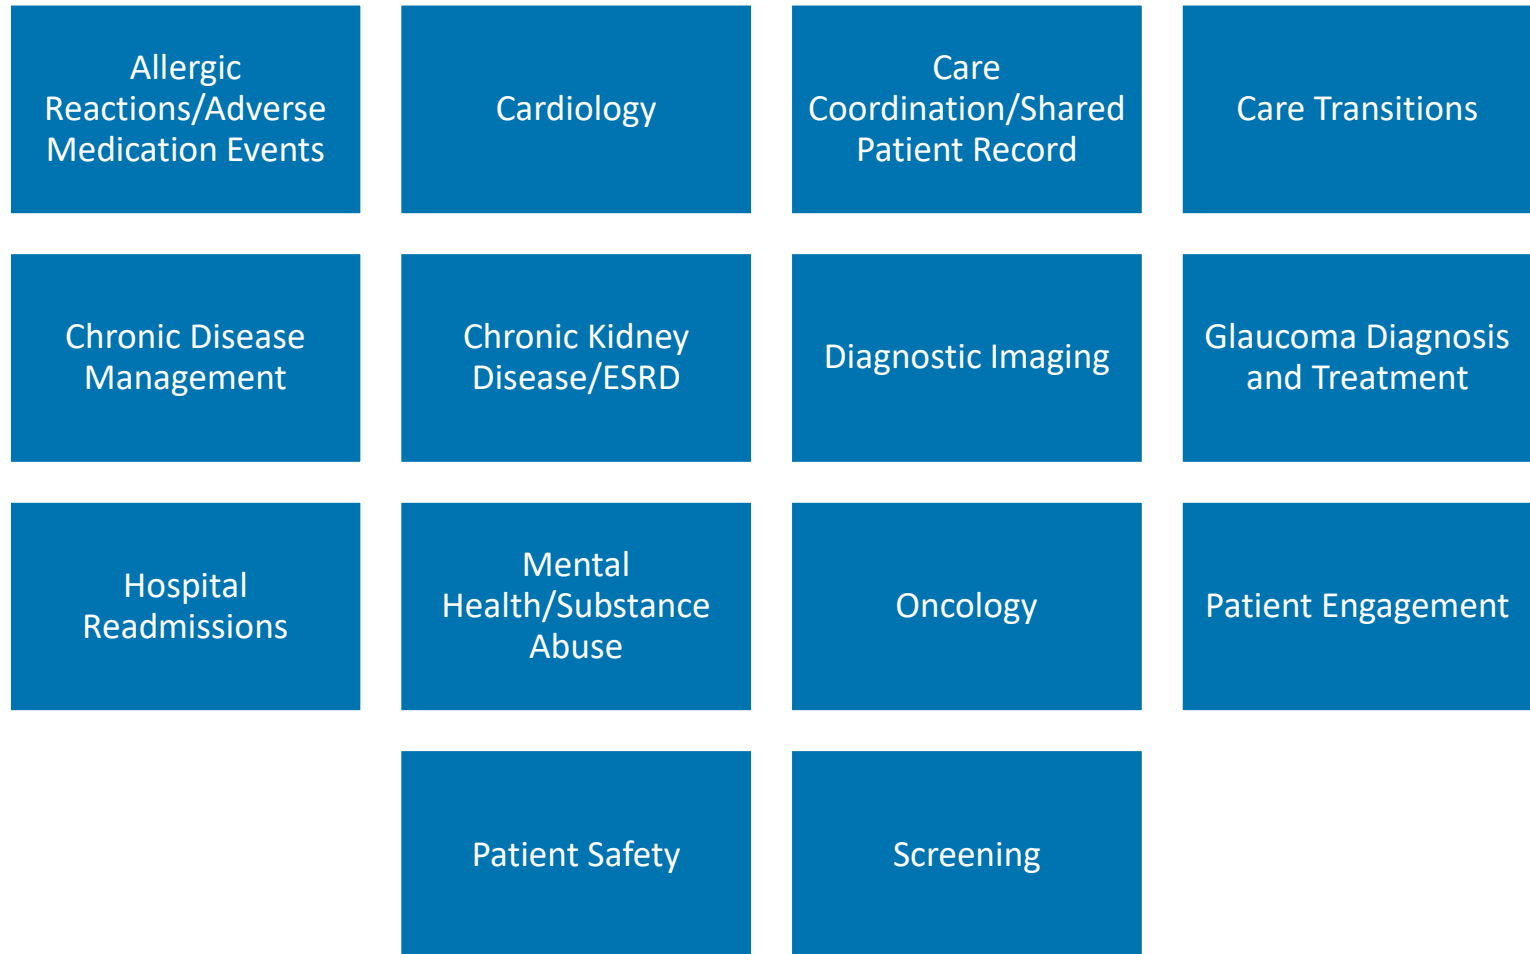 Allergic
Reactions/Adverse
Medication Events
Cardiology
Care
Coordination/Shared
Patient Record
Care Transitions
Chronic Disease
Management
Chronic Kidney
Disease/ESRD
Diagnostic Imaging
Glaucoma Diagnosis
and Treatment
Hospital
Readmissions
Mental
Health/Substance
Abuse
Oncology
Patient Engagement
Patient Safety
Screening